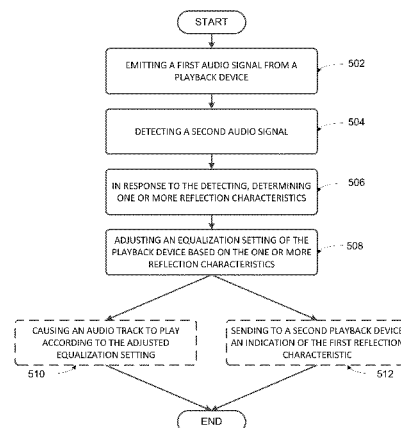 START
EMITTING A FIRST AUDIO SIGNAL FROM A
PLAYBACK DEVICE
502
DETECTING A SECOND AUDIO SIGNAL
504
IN RESPONSE TO THE DETECTING, DETERMINING
ONE OR MORE REFLECTION CHARACTERISTICS
506
ADJUSTING AN EQUALIZATION SETTING OF THE
PLAYBACK DEVICE BASED ON THE ONE OR MORE
REFLECTION CHARACTERISTICS
508
CAUSING AN AUDIO TRACK TO PLAY
ACCORDING TO THE ADJUSTED
EQUALIZATION SETTING
510
SENDING TO A SECOND PLAYBACK DEVICE
AN INDICATION OF THE FIRST REFLECTION
CHARACTERISTIC
512
END